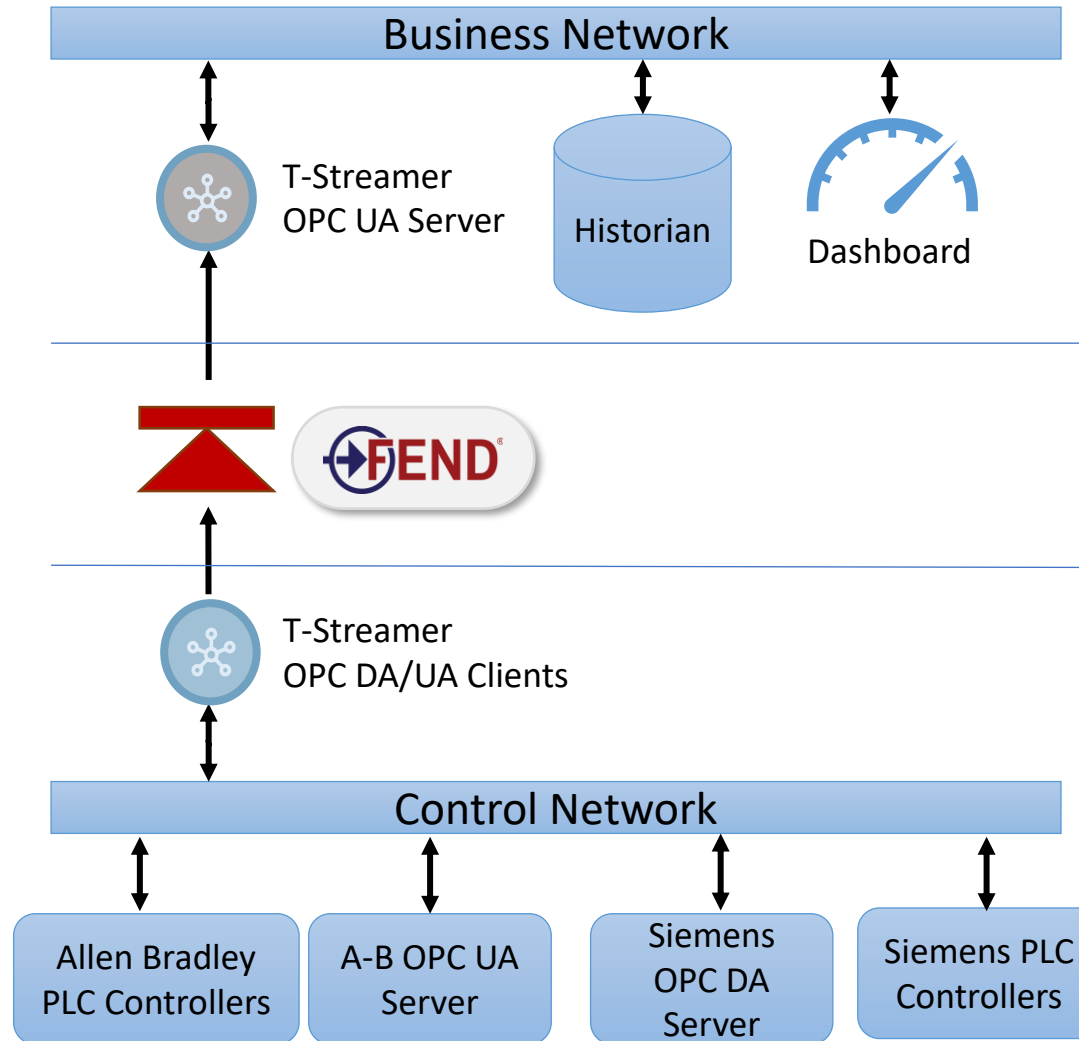 Business Network
T-Streamer
OPC UA Server
Historian
Dashboard
FEND®
T-Streamer
OPC DA/UA Clients
Control Network
Allen Bradley
PLC Controllers
A-B OPC UA
Server
Siemens
OPC DA
Server
Siemens PLC
Controllers